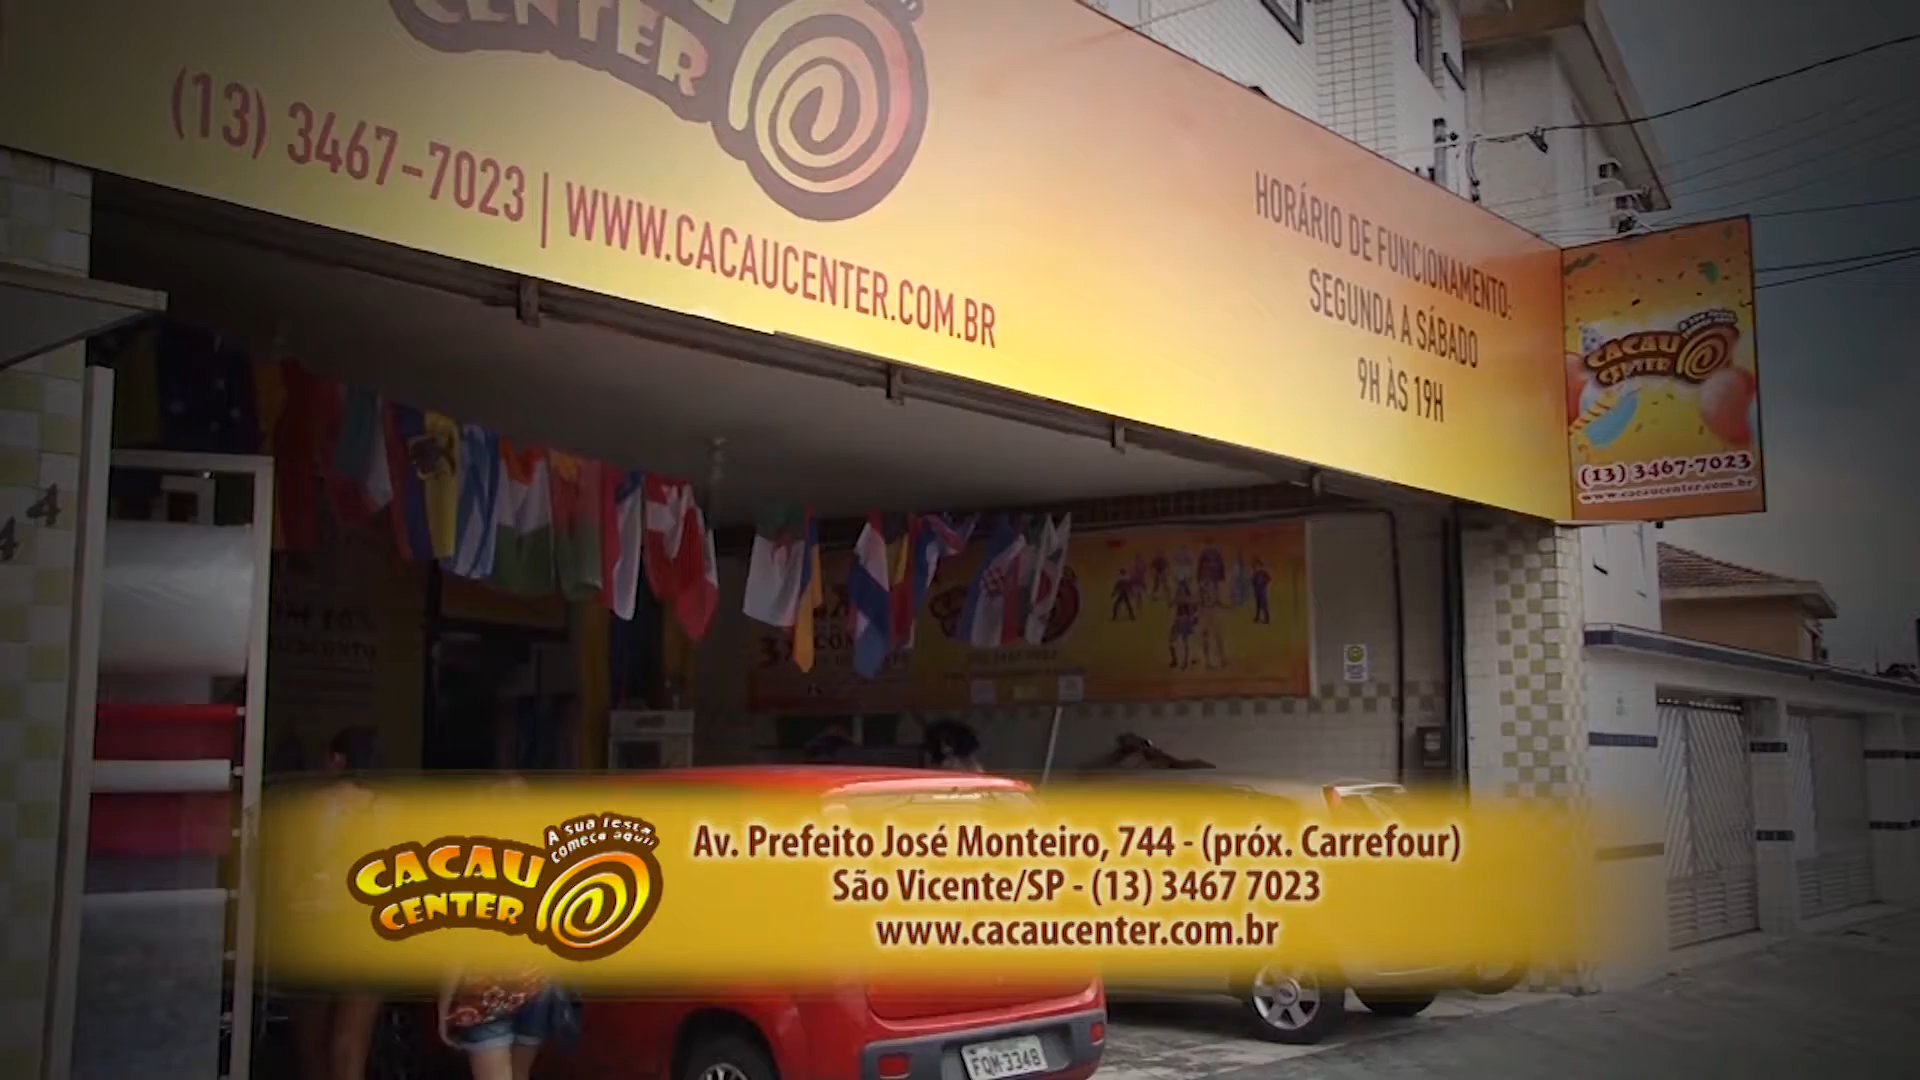 CENTER
(13) 3467-7023 | WWW.CACAUCENTER.COM.BR
HORÁRIO DE FUNCIONAMENTO:
SEGUNDA A SÁBADO
9H ÀS 19H
CACAU
CENTER
(13) 3467-7023
www.cacaucenter.com.br
44
A sua festa
começa aqui!
CACAU
CENTER
Av. Prefeito José Monteiro, 744 - (próx. Carrefour)
São Vicente/SP - (13) 3467 7023
www.cacaucenter.com.br
FQM-3348